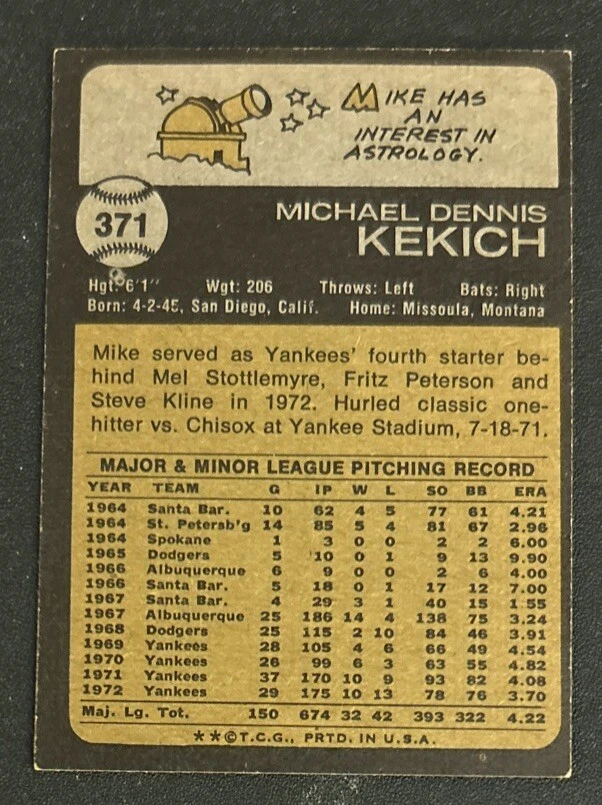 MIKE HAS
AN
INTEREST IN
ASTROLOGY.
371
MICHAEL DENNIS
KEKICH
Hgt: 6'1" Wgt: 206 Throws: Left Bats: Right
Born: 4-2-45, San Diego, Calif. Home: Missoula, Montana
Mike served as Yankees' fourth starter be-
hind Mel Stottlemyre, Fritz Peterson and
Steve Kline in 1972. Hurled classic one-
hitter vs. Chisox at Yankee Stadium, 7-18-71.
MAJOR & MINOR LEAGUE PITCHING RECORD
YEAR TEAM G IP W L SO BB ERA
1964 Santa Bar. 10 62 4 5 77 61 4.21
1964 St. Petersb'g 14 85 5 4 81 67 2.96
1964 Spokane 1 3 0 0 2 2 6.00
1965 Dodgers 5 10 0 1 9 13 9.90
1966 Albuquerque 6 9 0 0 2 6 4.00
1966 Santa Bar. 5 18 0 1 17 12 7.00
1967 Santa Bar. 4 29 3 1 40 15 1.55
1967 Albuquerque 25 186 14 4 138 75 3.24
1968 Dodgers 25 115 2 10 84 46 3.91
1969 Yankees 28 105 4 6 66 49 4.54
1970 Yankees 26 99 6 3 63 55 4.82
1971 Yankees 37 170 10 9 93 82 4.08
1972 Yankees 29 175 10 13 78 76 3.70
Maj. Lg. Tot. 150 674 32 42 393 322 4.22
**©T.C.G., PRTD. IN U.S.A.